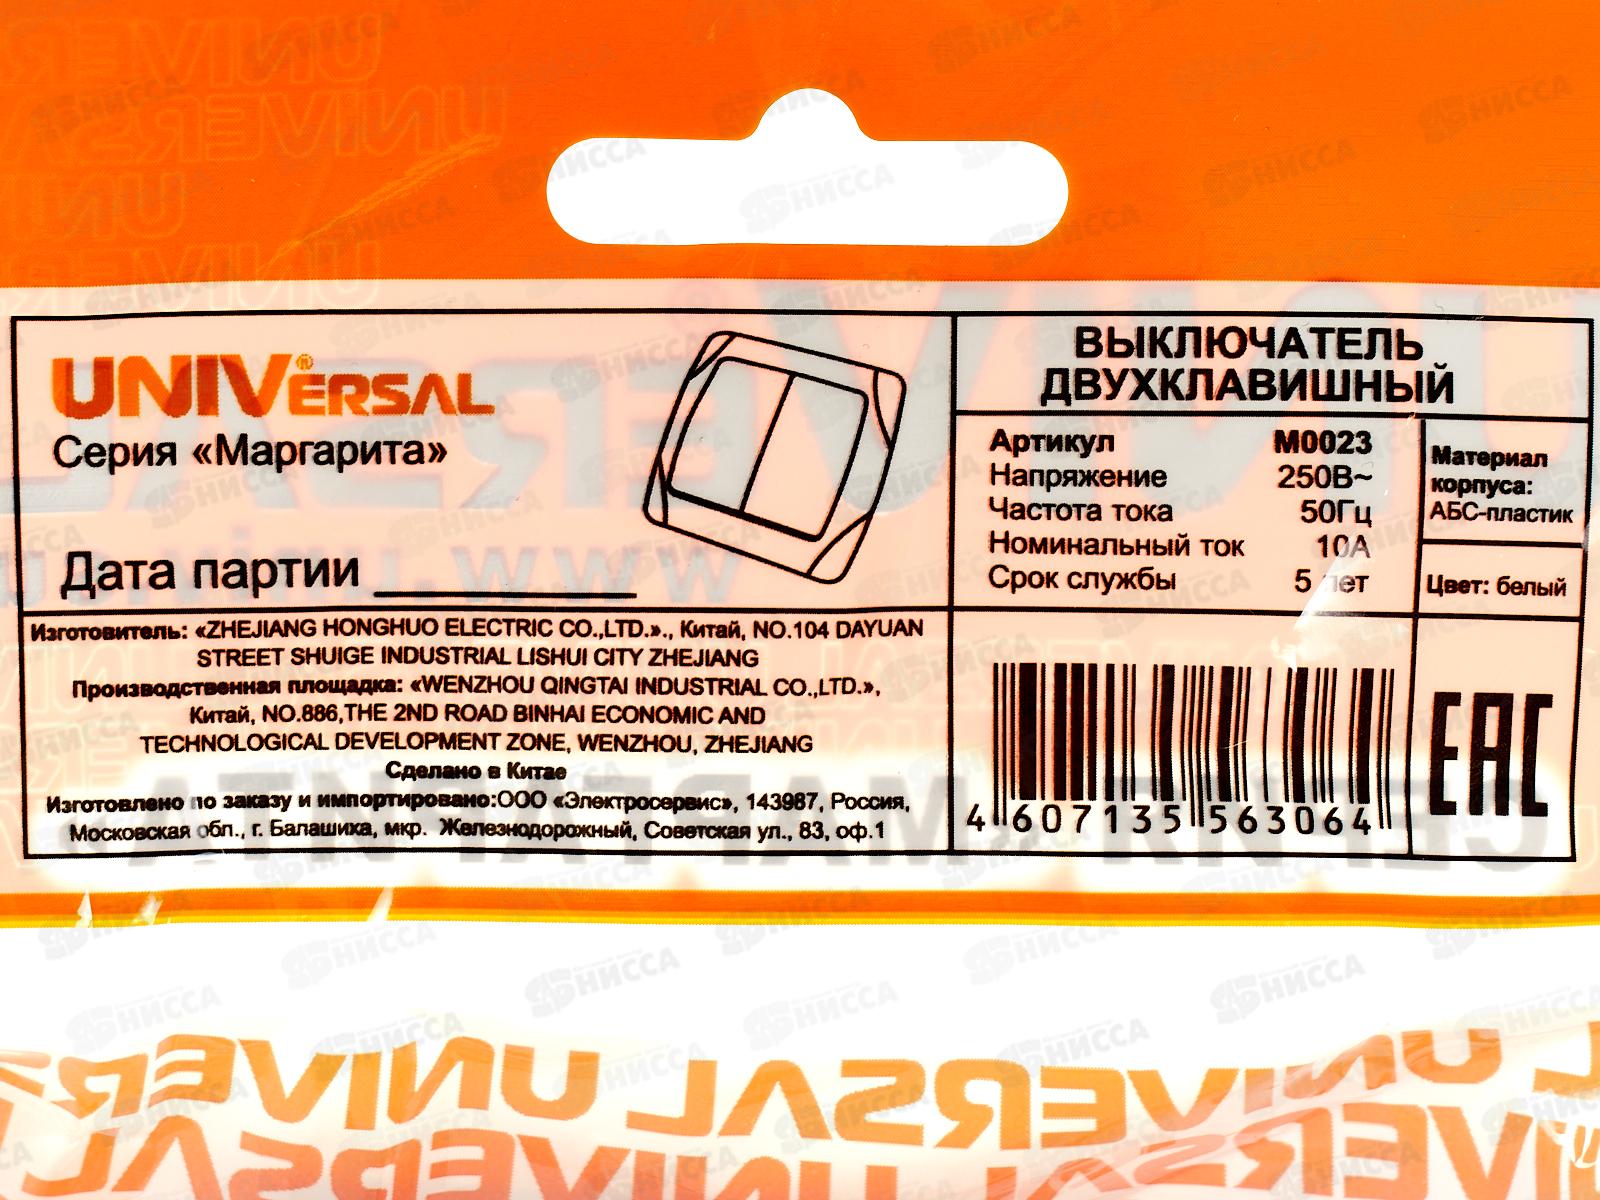 UNIVERSAL®
Серия «Маргарита»
Дата партии
ВЫКЛЮЧАТЕЛЬ
ДВУХКЛАВИШНЫЙ
Артикул M0023
Напряжение 250В~
Частота тока 50Гц
Номинальный ток 10А
Срок службы 5 лет
Материал
корпуса:
АБС-пластик
Цвет: белый
Изготовитель: «ZHEJIANG HONGHUO ELECTRIC CO.,LTD.»., Китай, NO.104 DAYUAN
STREET SHUIGE INDUSTRIAL LISHUI CITY ZHEJIANG
Производственная площадка: «WENZHOU QINGTAI INDUSTRIAL CO.,LTD.»,
Китай, NO.886,THE 2ND ROAD BINHAI ECONOMIC AND
TECHNOLOGICAL DEVELOPMENT ZONE, WENZHOU, ZHEJIANG
Сделано в Китае
Изготовлено по заказу и импортировано:ООО «Электросервис», 143987, Россия,
Московская обл., г. Балашиха, мкр. Железнодорожный, Советская ул., 83, оф.1
4 607135 563064
EAC
UNIVERSAL UNIVERSAL UNIVERS
UNIVERSAL UNIVERSAL